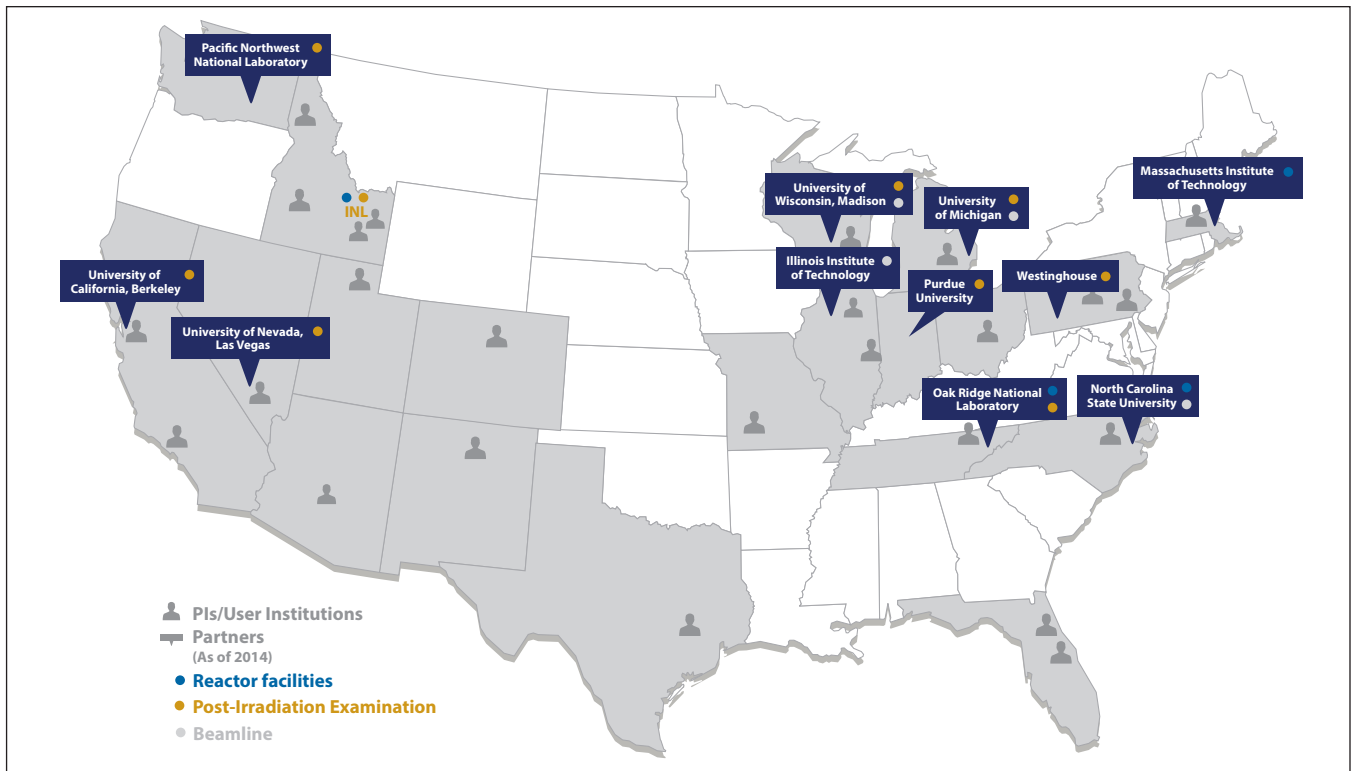 Pacific Northwest
National Laboratory
INL
University of
California, Berkeley
University of Nevada,
Las Vegas
University of
Wisconsin, Madison
University
of Michigan
Massachusetts Institute
of Technology
Illinois Institute
of Technology
Purdue
University
Westinghouse
Oak Ridge National
Laboratory
North Carolina
State University
PIs/User Institutions
Partners
(As of 2014)
Reactor facilities
Post-Irradiation Examination
Beamline